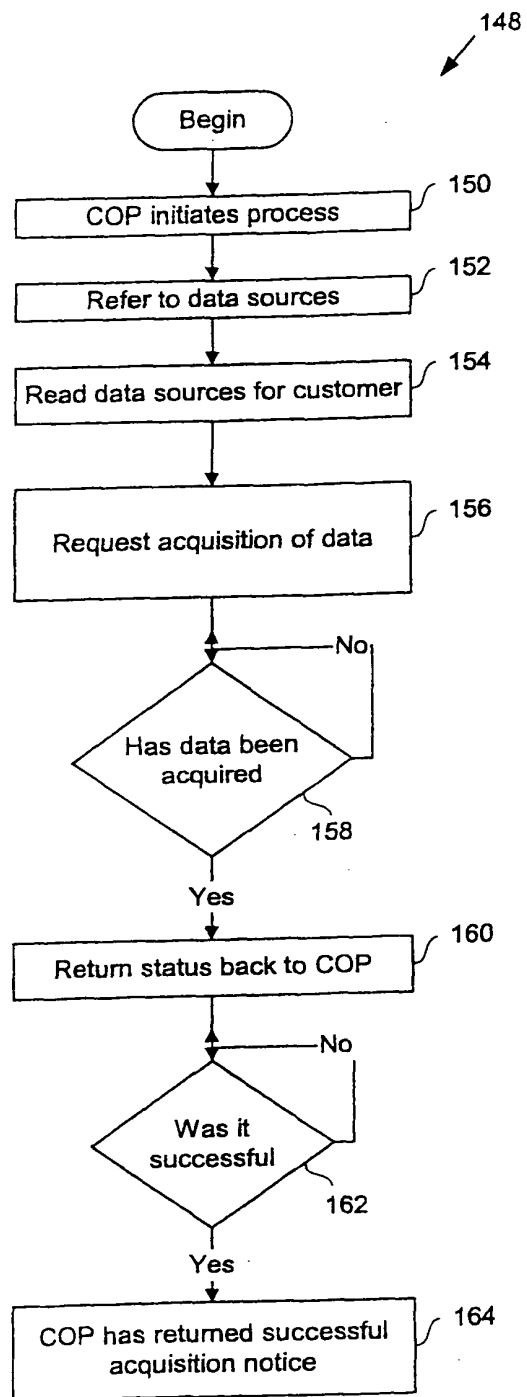 148
Begin
150
COP initiates process
152
Refer to data sources
154
Read data sources for customer
156
Request acquisition of data
No
Has data been
acquired
158
Yes
160
Return status back to COP
No
Was it
successful
162
Yes
164
COP has returned successful
acquisition notice